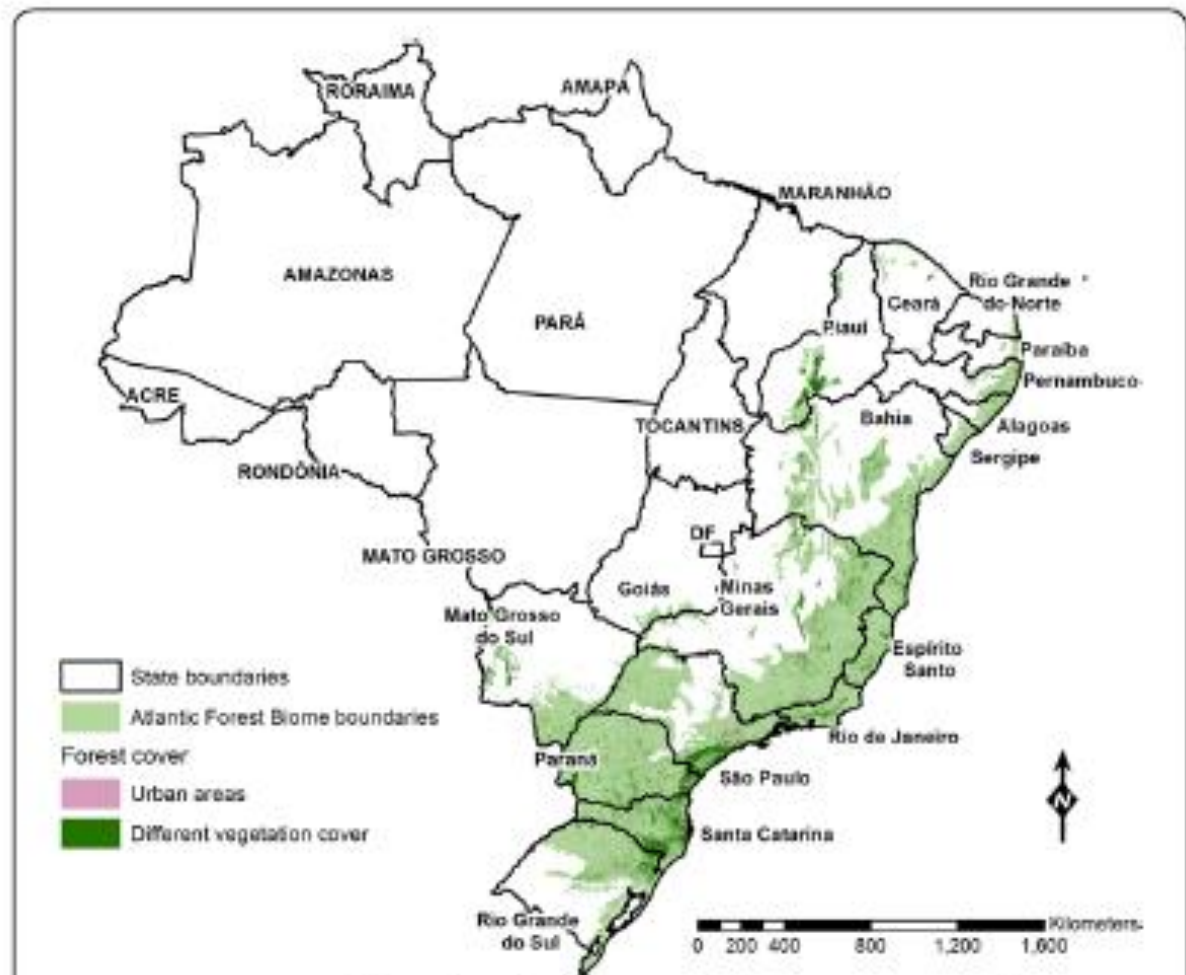 RORAIMA
AMAPÁ
MARANHÃO
AMAZONAS
PARÁ
Piauí
Ceará
Rio Grande
do Norte
Paraíba
Pernambuco
ACRE
RONDÔNIA
TOCANTINS
Bahia
Alagoas
Sergipe
MATO GROSSO
DF
Goiás
Minas
Gerais
Mato Grosso
do Sul
Espírito
Santo
Rio de Janeiro
Paraná
São Paulo
Santa Catarina
Rio Grande
do Sul
State boundaries
Atlantic Forest Biome boundaries
Forest cover
Urban areas
Different vegetation cover
N
Kilometers
0 200 400 800 1,200 1,600